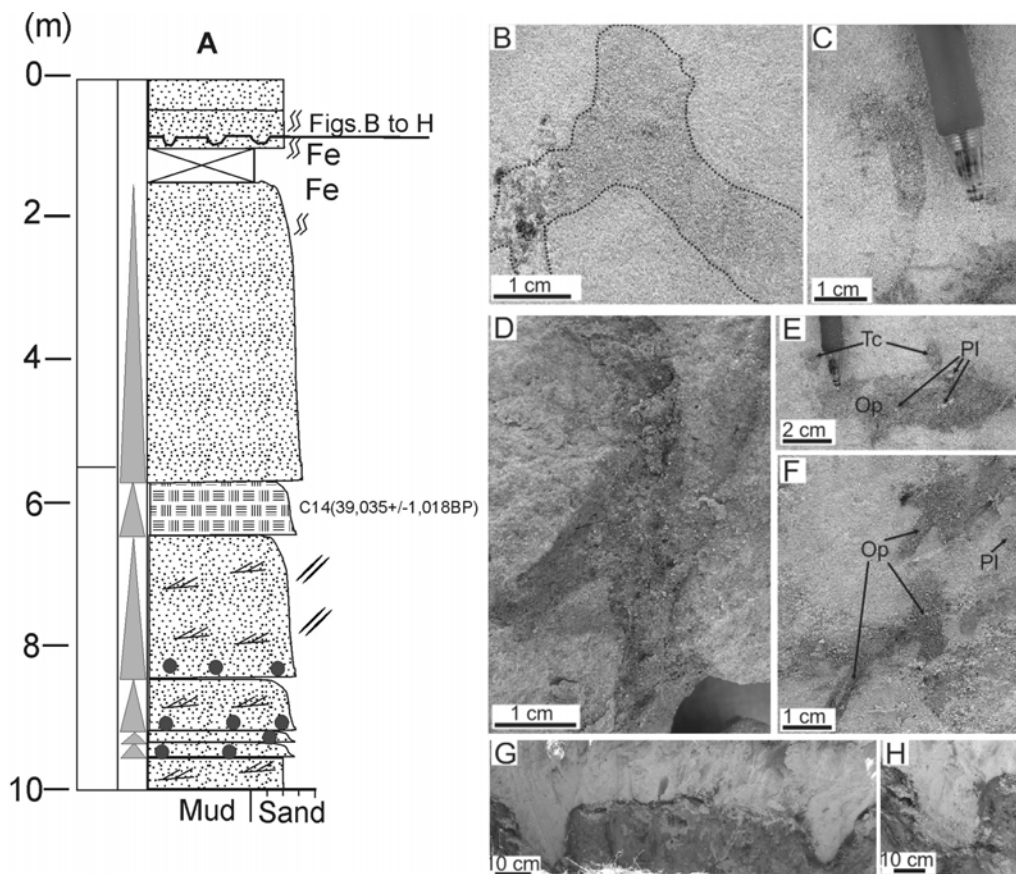 (m)
A
0
Figs.B to H
Fe
Fe
2
4
6
C14(39,035+/-1,018BP)
8
10
Mud
Sand
B
1 cm
C
1 cm
D
1 cm
E
Tc
Pl
Op
2 cm
F
Op
Pl
1 cm
G
10 cm
H
10 cm